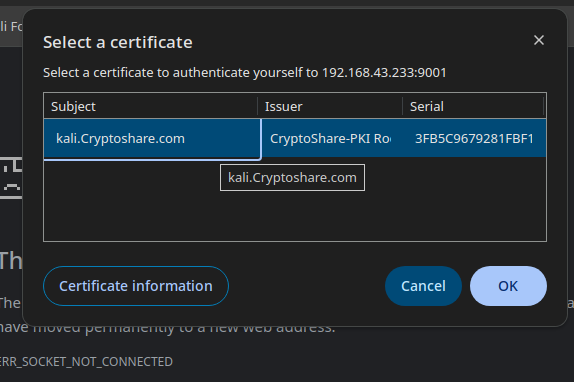 li Fo
Select a certificate
Select a certificate to authenticate yourself to 192.168.43.233:9001
Subject Issuer Serial
kali.Cryptoshare.com CryptoShare-PKI Roo 3FB5C9679281FBF1
kali.Cryptoshare.com
Th
Certificate information Cancel OK
The
have moved permanently to a new web address.
ERR_SOCKET_NOT_CONNECTED